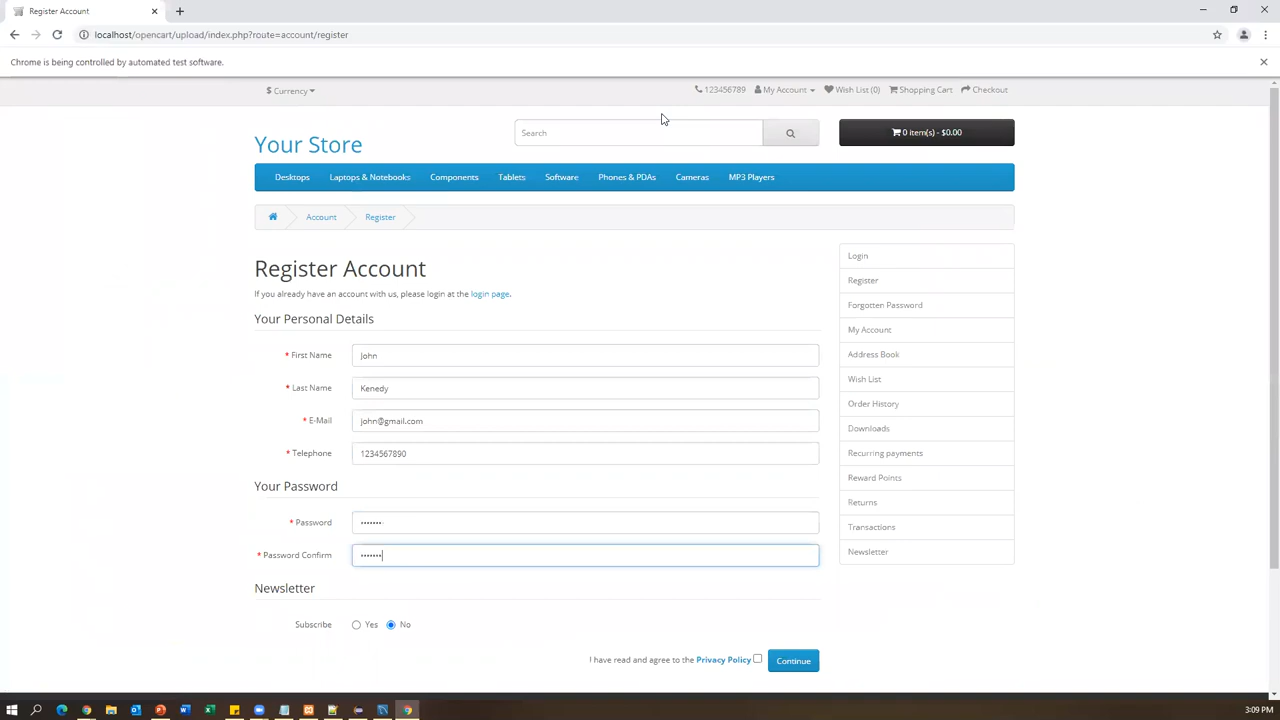 Register Account
localhost/opencart/upload/index.php?route=account/register
Chrome is being controlled by automated test software.
$ Currency
123456789 My Account Wish List (0) Shopping Cart Checkout
Your Store
Search
0 item(s) - $0.00
Desktops Laptops & Notebooks Components Tablets Software Phones & PDAs Cameras MP3 Players
Account Register
Register Account
If you already have an account with us, please login at the login page.
Your Personal Details
* First Name John
* Last Name Kenedy
* E-Mail john@gmail.com
* Telephone 1234567890
Your Password
* Password •••••••
* Password Confirm •••••••
Newsletter
Subscribe Yes No
I have read and agree to the Privacy Policy Continue
Login
Register
Forgotten Password
My Account
Address Book
Wish List
Order History
Downloads
Recurring payments
Reward Points
Returns
Transactions
Newsletter
3:09 PM